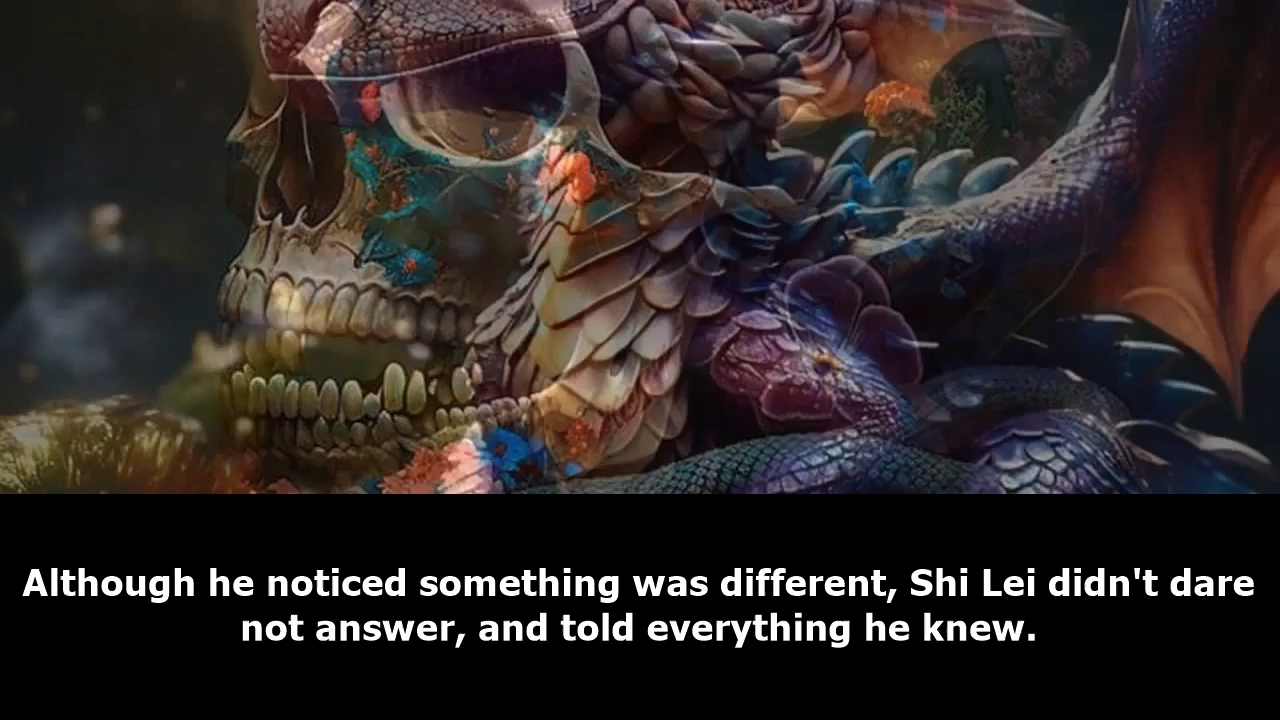 Although he noticed something was different, Shi Lei didn't dare
not answer, and told everything he knew.